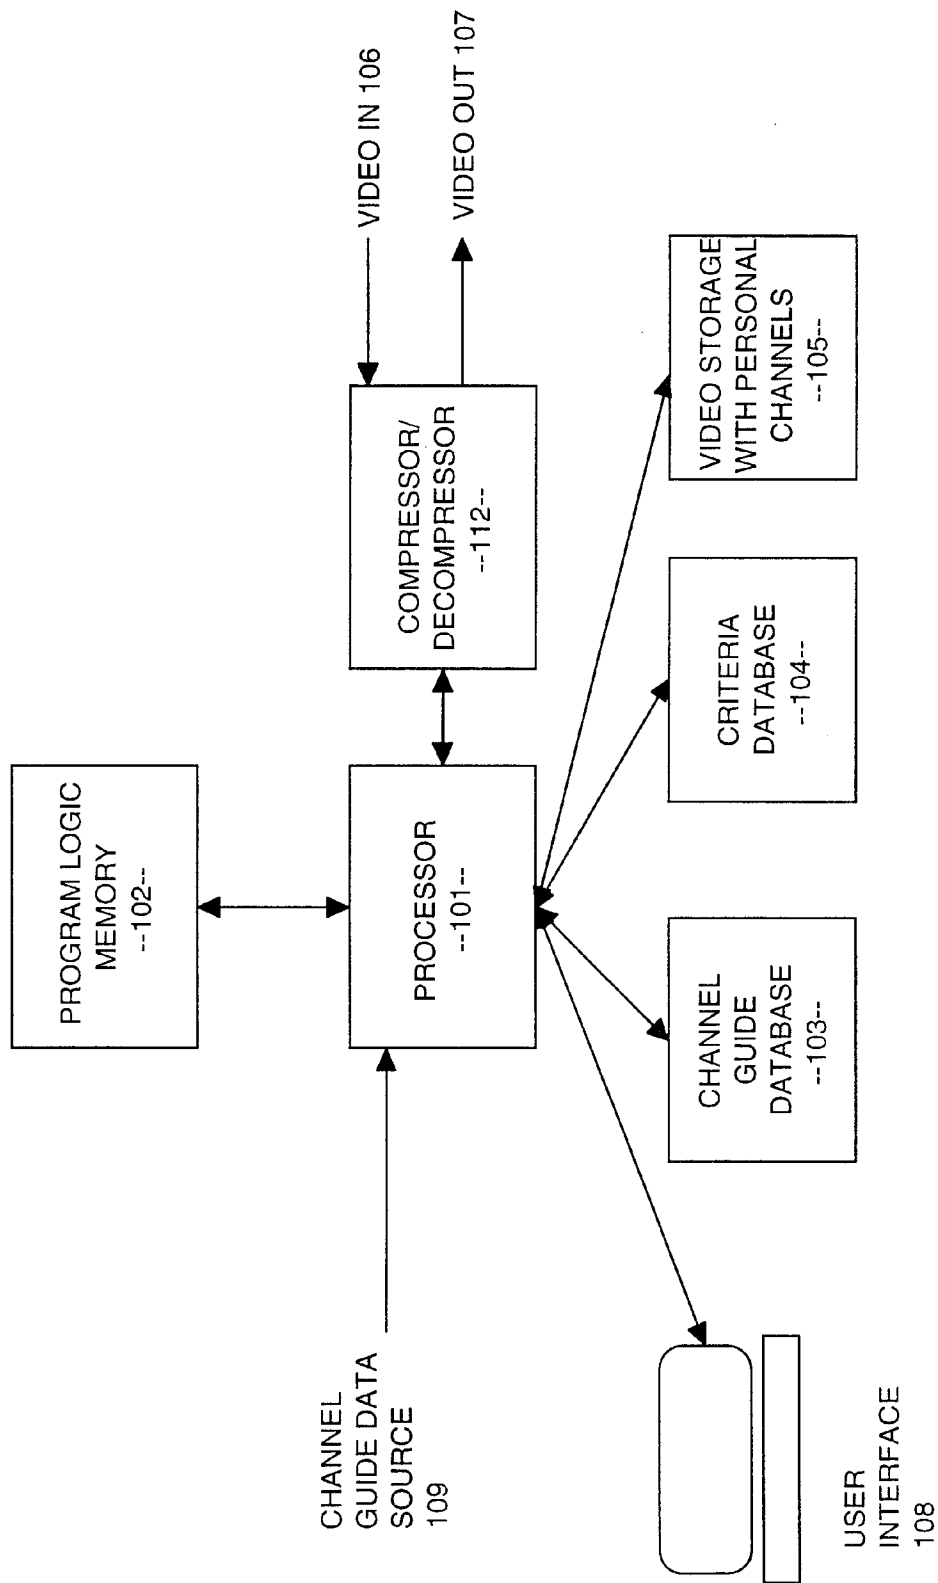 PROGRAM LOGIC
MEMORY
--102--
CHANNEL
GUIDE DATA
SOURCE
109
PROCESSOR
--101--
COMPRESSOR/
DECOMPRESSOR
--112--
VIDEO IN 106
VIDEO OUT 107
USER
INTERFACE
108
CHANNEL
GUIDE
DATABASE
--103--
CRITERIA
DATABASE
--104--
VIDEO STORAGE
WITH PERSONAL
CHANNELS
--105--